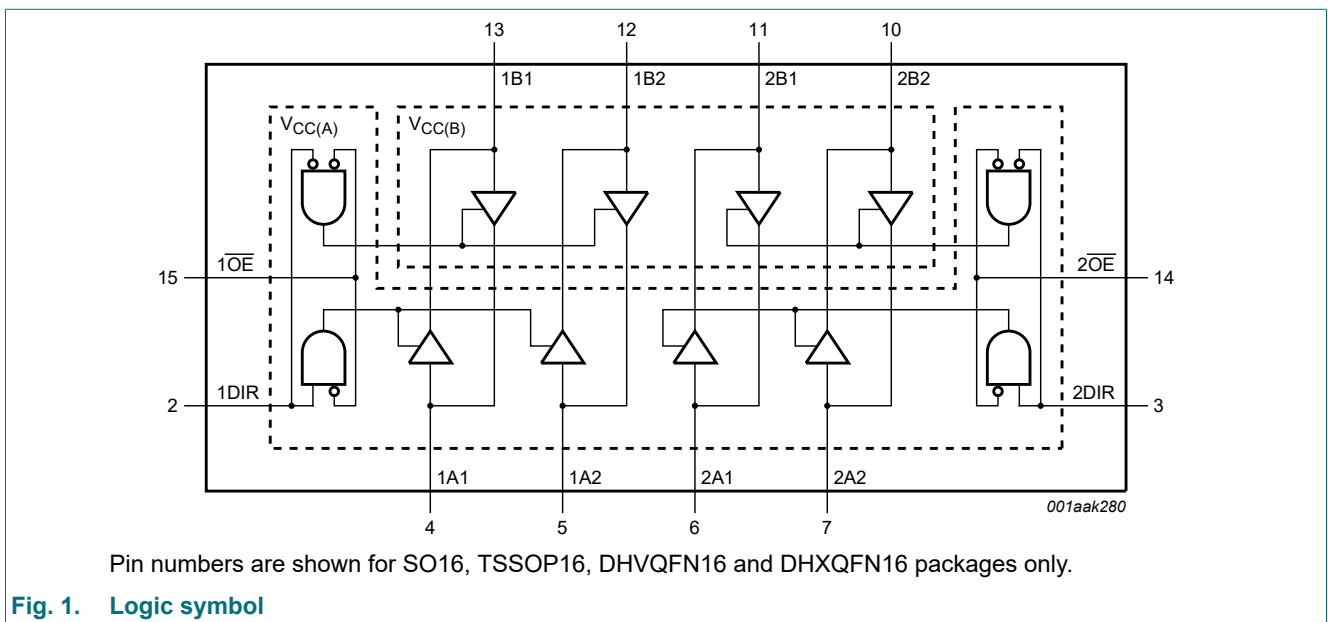 13 12 11 10
1B1 1B2 2B1 2B2
VCC(A) VCC(B)
15 1OE 2OE 14
2 1DIR 2DIR 3
1A1 1A2 2A1 2A2
001aak280
4 5 6 7
Pin numbers are shown for SO16, TSSOP16, DHVQFN16 and DHXQFN16 packages only.
Fig. 1. Logic symbol